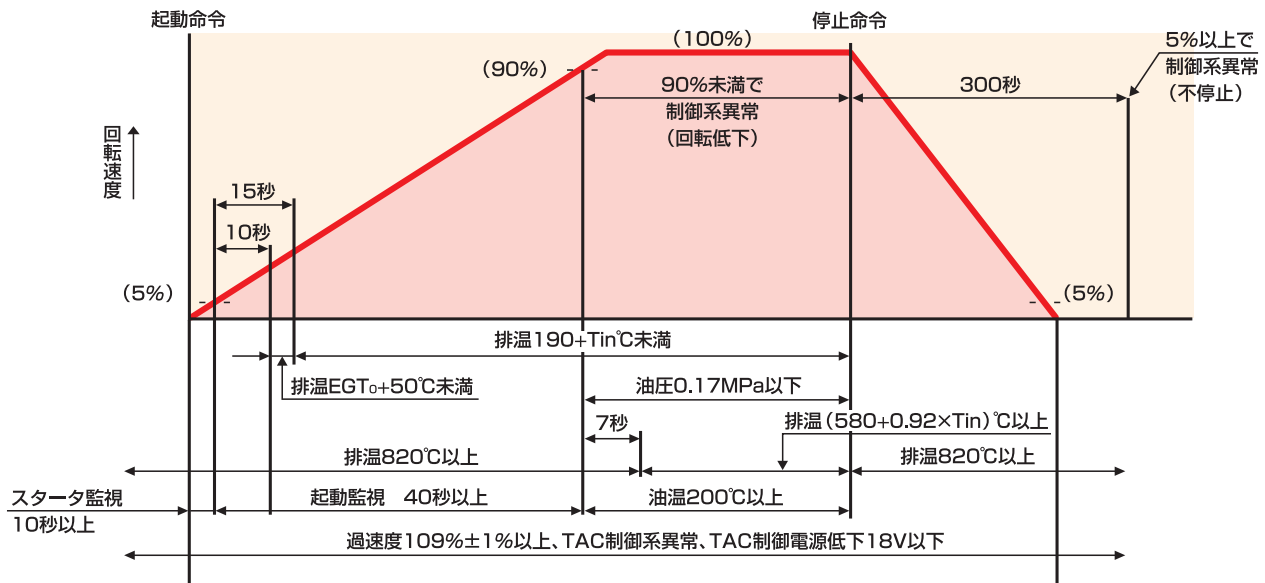 起動命令
停止命令
(100%)
5%以上で
制御系異常
(不停止)
(90%)
90%未満で
制御系異常
(回転低下)
300秒
回転速度
15秒
10秒
(5%)
(5%)
排温190+Tin℃未満
排温EGT₀+50℃未満
油圧0.17MPa以下
7秒
排温(580+0.92×Tin)℃以上
排温820℃以上
排温820℃以上
スタータ監視
10秒以上
起動監視 40秒以上
油温200℃以上
過速度109%±1%以上、TAC制御系異常、TAC制御電源低下18V以下